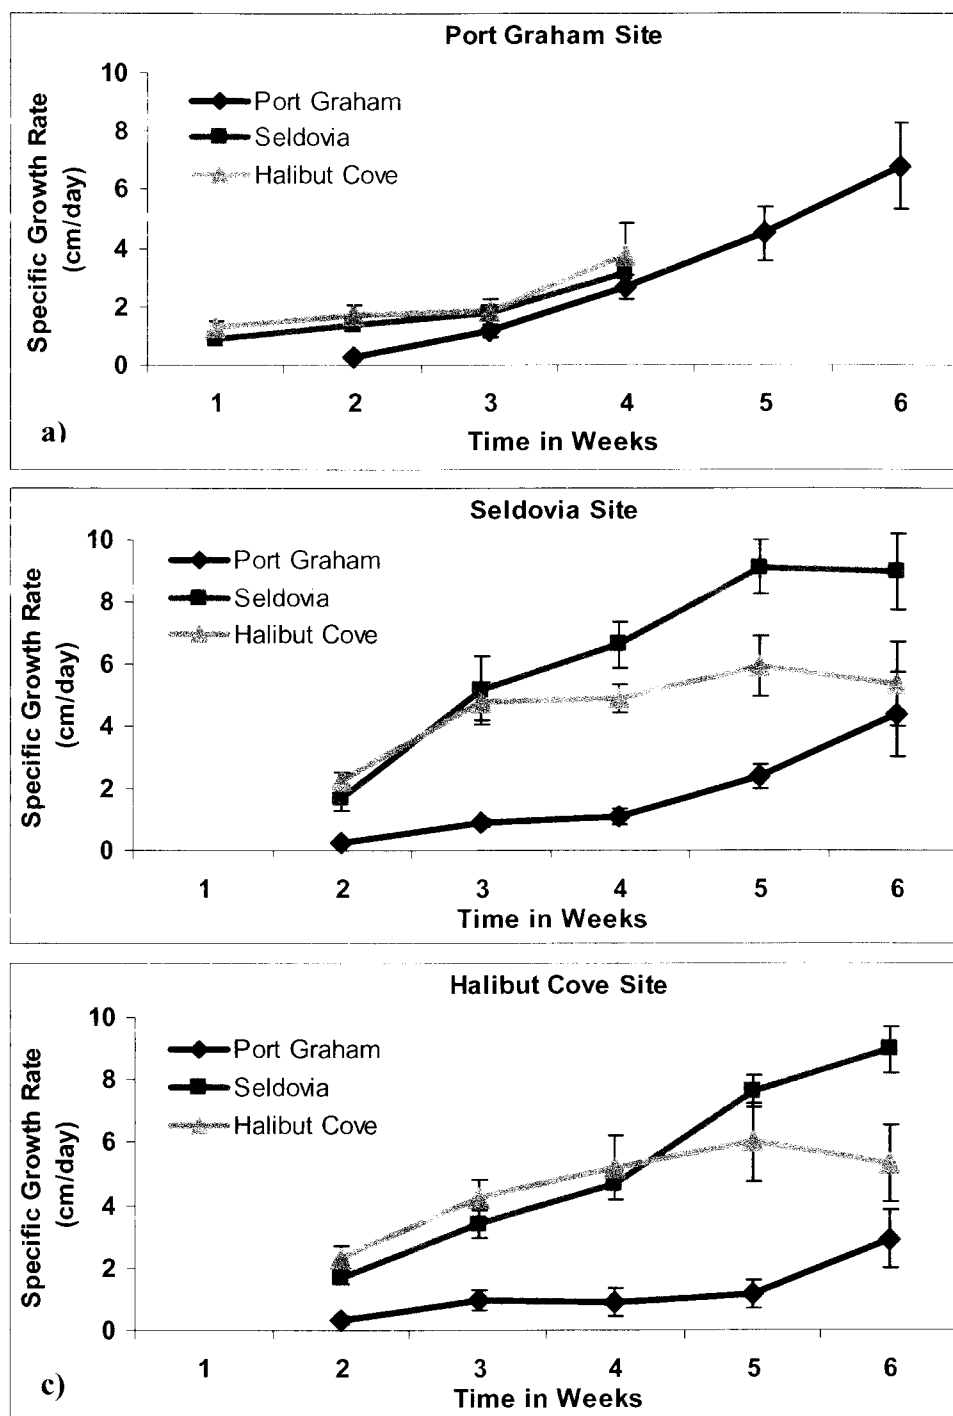 Port Graham Site
Specific Growth Rate
(cm/day)
10
8
6
4
2
0
Port Graham
Seldovia
Halibut Cove
1 2 3 4 5 6
a)
Time in Weeks
Seldovia Site
Specific Growth Rate
(cm/day)
10
8
6
4
2
0
Port Graham
Seldovia
Halibut Cove
1 2 3 4 5 6
Time in Weeks
Halibut Cove Site
Specific Growth Rate
(cm/day)
10
8
6
4
2
0
Port Graham
Seldovia
Halibut Cove
1 2 3 4 5 6
c)
Time in Weeks